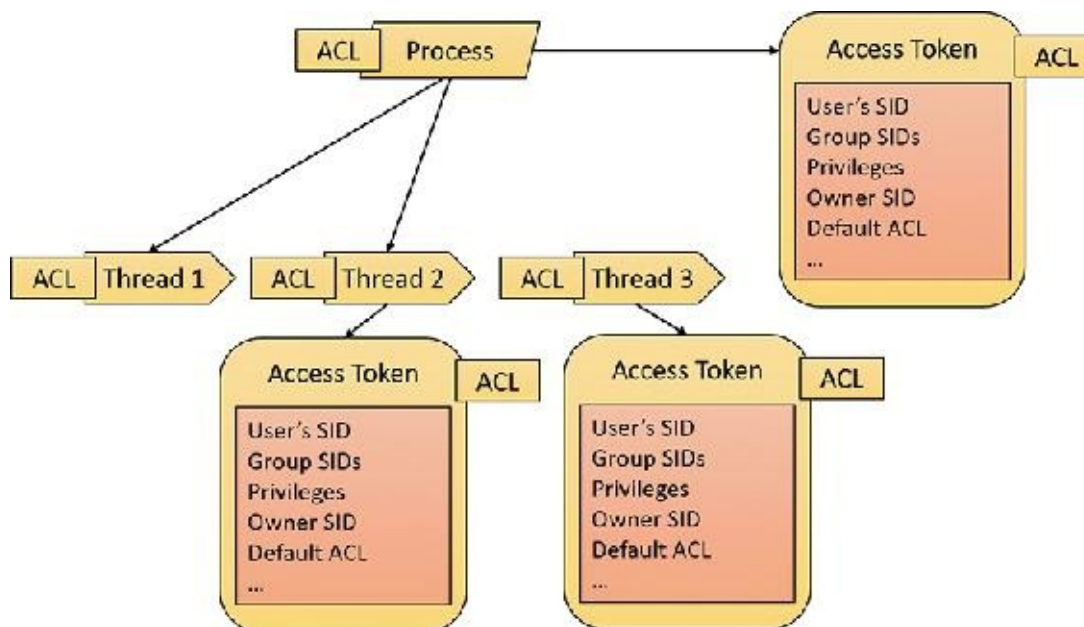 ACL
Process
Access Token
ACL
User's SID
Group SIDs
Privileges
Owner SID
Default ACL
...
ACL
Thread 1
ACL
Thread 2
ACL
Thread 3
Access Token
ACL
User's SID
Group SIDs
Privileges
Owner SID
Default ACL
...
Access Token
ACL
User's SID
Group SIDs
Privileges
Owner SID
Default ACL
...